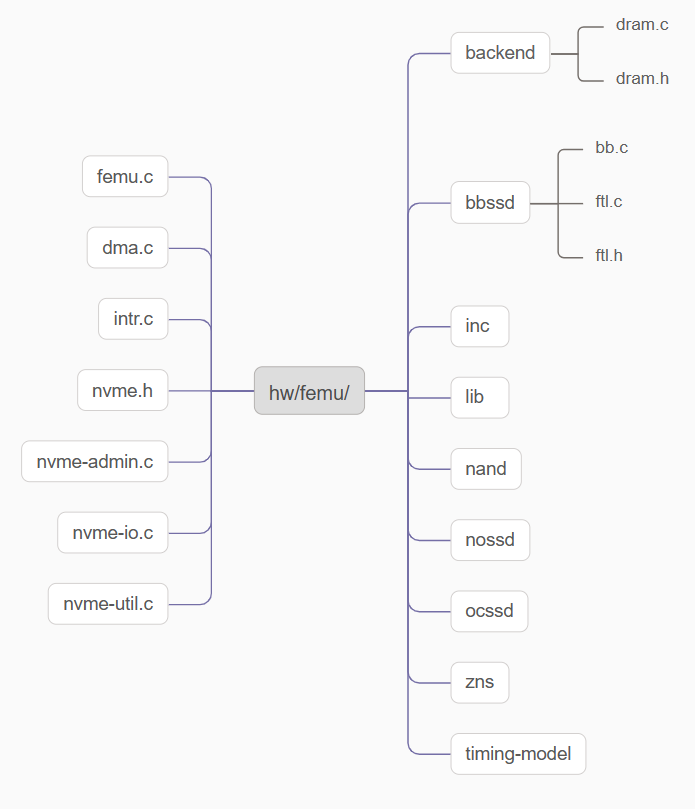 femu.c
dma.c
intr.c
nvme.h
nvme-admin.c
nvme-io.c
nvme-util.c
hw/femu/
backend
dram.c
dram.h
bbssd
bb.c
ftl.c
ftl.h
inc
lib
nand
nossd
ocssd
zns
timing-model